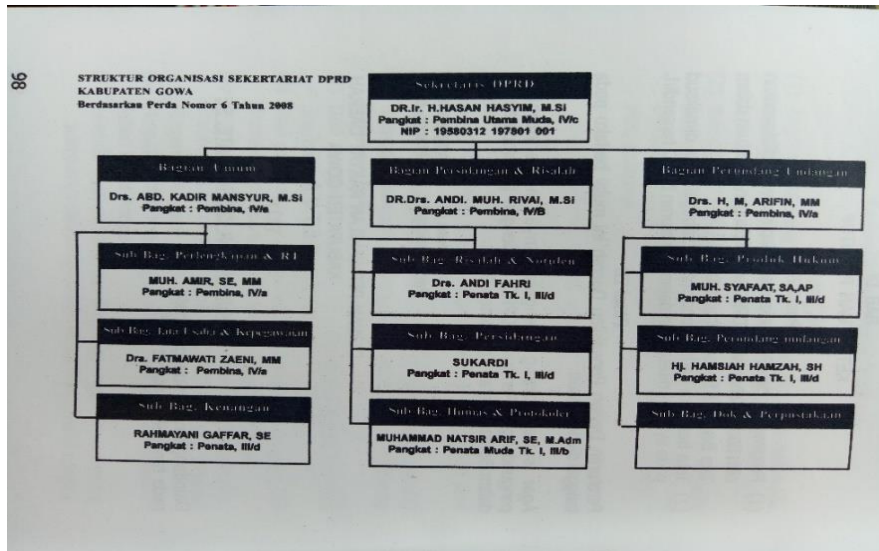 98
STRUKTUR ORGANISASI SEKERTARIAT DPRD
KABUPATEN GOWA
Berdasarkan Perda Nomor 6 Tahun 2008
Sekretaris DPRD
DR.Ir. H.HASAN HASYIM, M.Si
Pangkat : Pembina Utama Muda, IV/c
NIP : 19580312 197801 001
Bagian Umum
Drs. ABD. KADIR MANSYUR, M.Si
Pangkat : Pembina, IV/a
Sub Bag. Perlengkapan & RT
MUH. AMIR, SE, MM
Pangkat : Pembina, IV/a
Sub Bag. Tata Usaha & Kepegawaian
Dra. FATMAWATI ZAENI, MM
Pangkat : Pembina, IV/a
Sub Bag. Keuangan
RAHMAYANI GAFFAR, SE
Pangkat : Penata, III/d
Bagian Persidangan & Risalah
DR.Drs. ANDI. MUH. RIVAI, M.Si
Pangkat : Pembina, IV/B
Sub Bag. Risalah & Notulen
Drs. ANDI FAHRI
Pangkat : Penata Tk. I, III/d
Sub Bag. Persidangan
SUKARDI
Pangkat : Penata Tk. I, III/d
Sub Bag. Humas & Protokoler
MUHAMMAD NATSIR ARIF, SE, M.Adm
Pangkat : Penata Muda Tk. I, III/b
Bagian Perundang Undangan
Drs. H, M, ARIFIN, MM
Pangkat : Pembina, IV/a
Sub Bag. Produk Hukum
MUH. SYAFAAT, SA,AP
Pangkat : Penata Tk. I, III/d
Sub Bag. Perundang undangan
Hj. HAMSIAH HAMZAH, SH
Pangkat : Penata Tk. I, III/d
Sub Bag. Dok & Perpustakaan